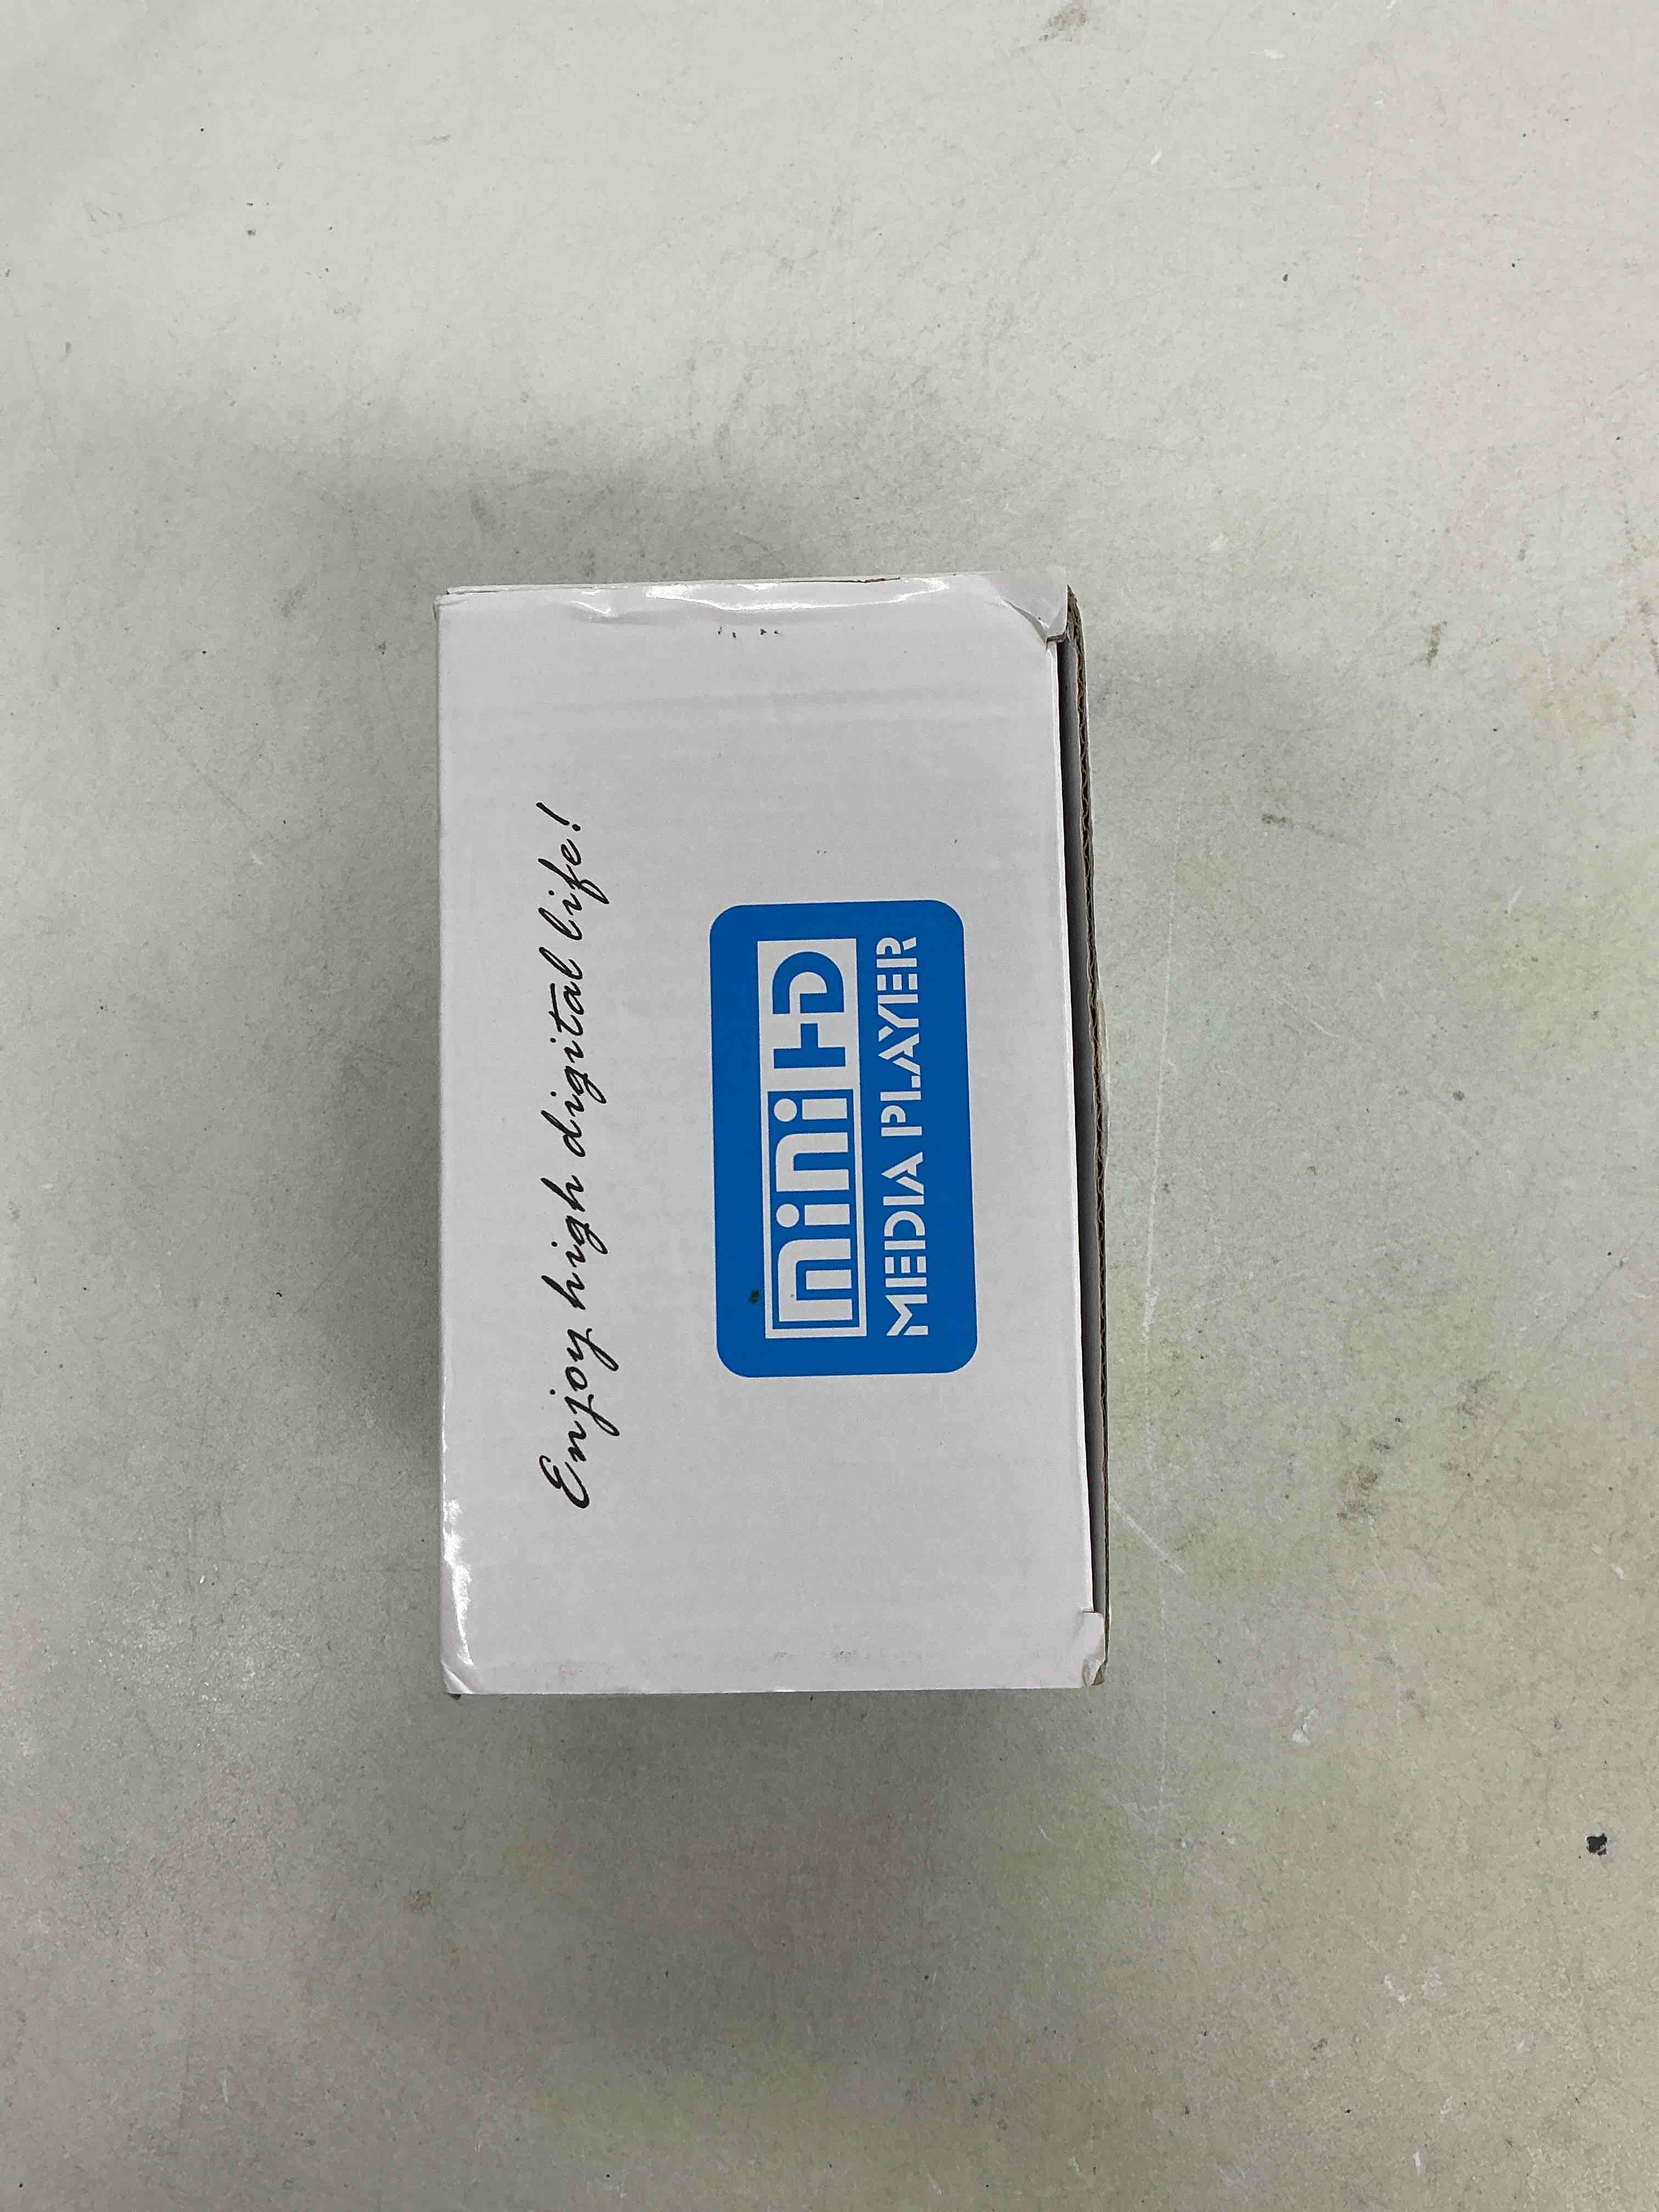 Enjoy high digital life!
mini HD
MEDIA PLAYER